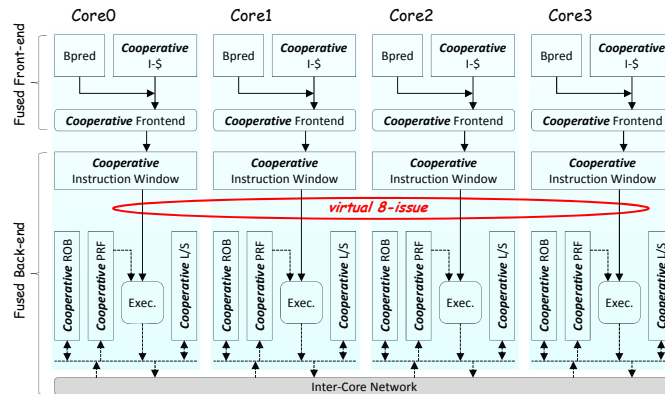 Core0 Core1 Core2 Core3
Fused Front-end
Bpred
Cooperative
I-$
Bpred
Cooperative
I-$
Bpred
Cooperative
I-$
Bpred
Cooperative
I-$
Cooperative Frontend
Cooperative Frontend
Cooperative Frontend
Cooperative Frontend
Fused Back-end
Cooperative
Instruction Window
Cooperative
Instruction Window
Cooperative
Instruction Window
Cooperative
Instruction Window
virtual 8-issue
Cooperative ROB
Cooperative PRF
Exec.
Cooperative L/S
Cooperative ROB
Cooperative PRF
Exec.
Cooperative L/S
Cooperative ROB
Cooperative PRF
Exec.
Cooperative L/S
Cooperative ROB
Cooperative PRF
Exec.
Cooperative L/S
Inter-Core Network